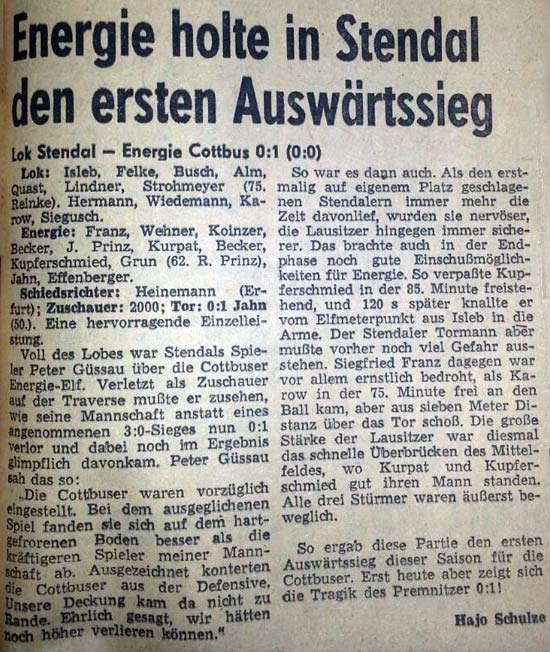 Energie holte in Stendal
den ersten Auswärtssieg
Lok Stendal — Energie Cottbus 0:1 (0:0)
Lok: Isleb, Felke, Busch, Alm,
Quast, Lindner, Strohmeyer (75.
Reinke). Hermann, Wiedemann, Ka-
row, Siegusch.
Energie: Franz, Wehner, Koinzer,
Becker, J. Prinz, Kurpat, Becker,
Kupferschmied, Grun (62. R. Prinz),
Jahn, Effenberger.
Schiedsrichter: Heinemann (Er-
furt); Zuschauer: 2000; Tor: 0:1 Jahn
(50.). Eine hervorragende Einzellei-
stung.
Voll des Lobes war Stendals Spie-
ler Peter Güssau über die Cottbuser
Energie-Elf. Verletzt als Zuschauer
auf der Traverse mußte er zusehen,
wie seine Mannschaft anstatt eines
angenommenen 3:0-Sieges nun 0:1
verlor und dabei noch im Ergebnis
glimpflich davonkam. Peter Güssau
sah das so:
„Die Cottbuser waren vorzüglich
eingestellt. Bei dem ausgeglichenen
Spiel fanden sie sich auf dem hart-
gefrorenen Boden besser als die
kräftigeren Spieler meiner Mann-
schaft ab. Ausgezeichnet konterten
die Cottbuser aus der Defensive,
Unsere Deckung kam da nicht zu
Rande. Ehrlich gesagt, wir hätten
noch höher verlieren können."
So war es dann auch. Als den erst-
malig auf eigenem Platz geschlage-
nen Stendalern immer mehr die
Zeit davonlief, wurden sie nervöser,
die Lausitzer hingegen immer siche-
rer. Das brachte auch in der End-
phase noch gute Einschußmöglich-
keiten für Energie. So verpaßte Kup-
ferschmied in der 85. Minute freiste-
hend, und 120 s später knallte er
vom Elfmeterpunkt aus Isleb in die
Arme. Der Stendaler Tormann aber
mußte vorher noch viel Gefahr aus-
stehen. Siegfried Franz dagegen war
vor allem ernstlich bedroht, als Ka-
row in der 75. Minute frei an den
Ball kam, aber aus sieben Meter Di-
stanz über das Tor schoß. Die große
Stärke der Lausitzer war diesmal
das schnelle Überbrücken des Mittel-
feldes, wo Kurpat und Kupfer-
schmied gut ihren Mann standen.
Alle drei Stürmer waren äußerst be-
weglich.
So ergab diese Partie den ersten
Auswärtssieg dieser Saison für die
Cottbuser. Erst heute aber zeigt sich
die Tragik des Premnitzer 0:1!
Hajo Schulze